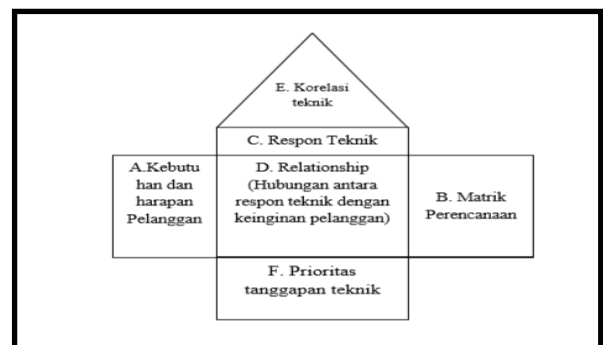 E. Korelasi
teknik
C. Respon Teknik
A.Kebutu
han dan
harapan
Pelanggan
D. Relationship
(Hubungan antara
respon teknik dengan
keinginan pelanggan)
B. Matrik
Perencanaan
F. Prioritas
tanggapan teknik